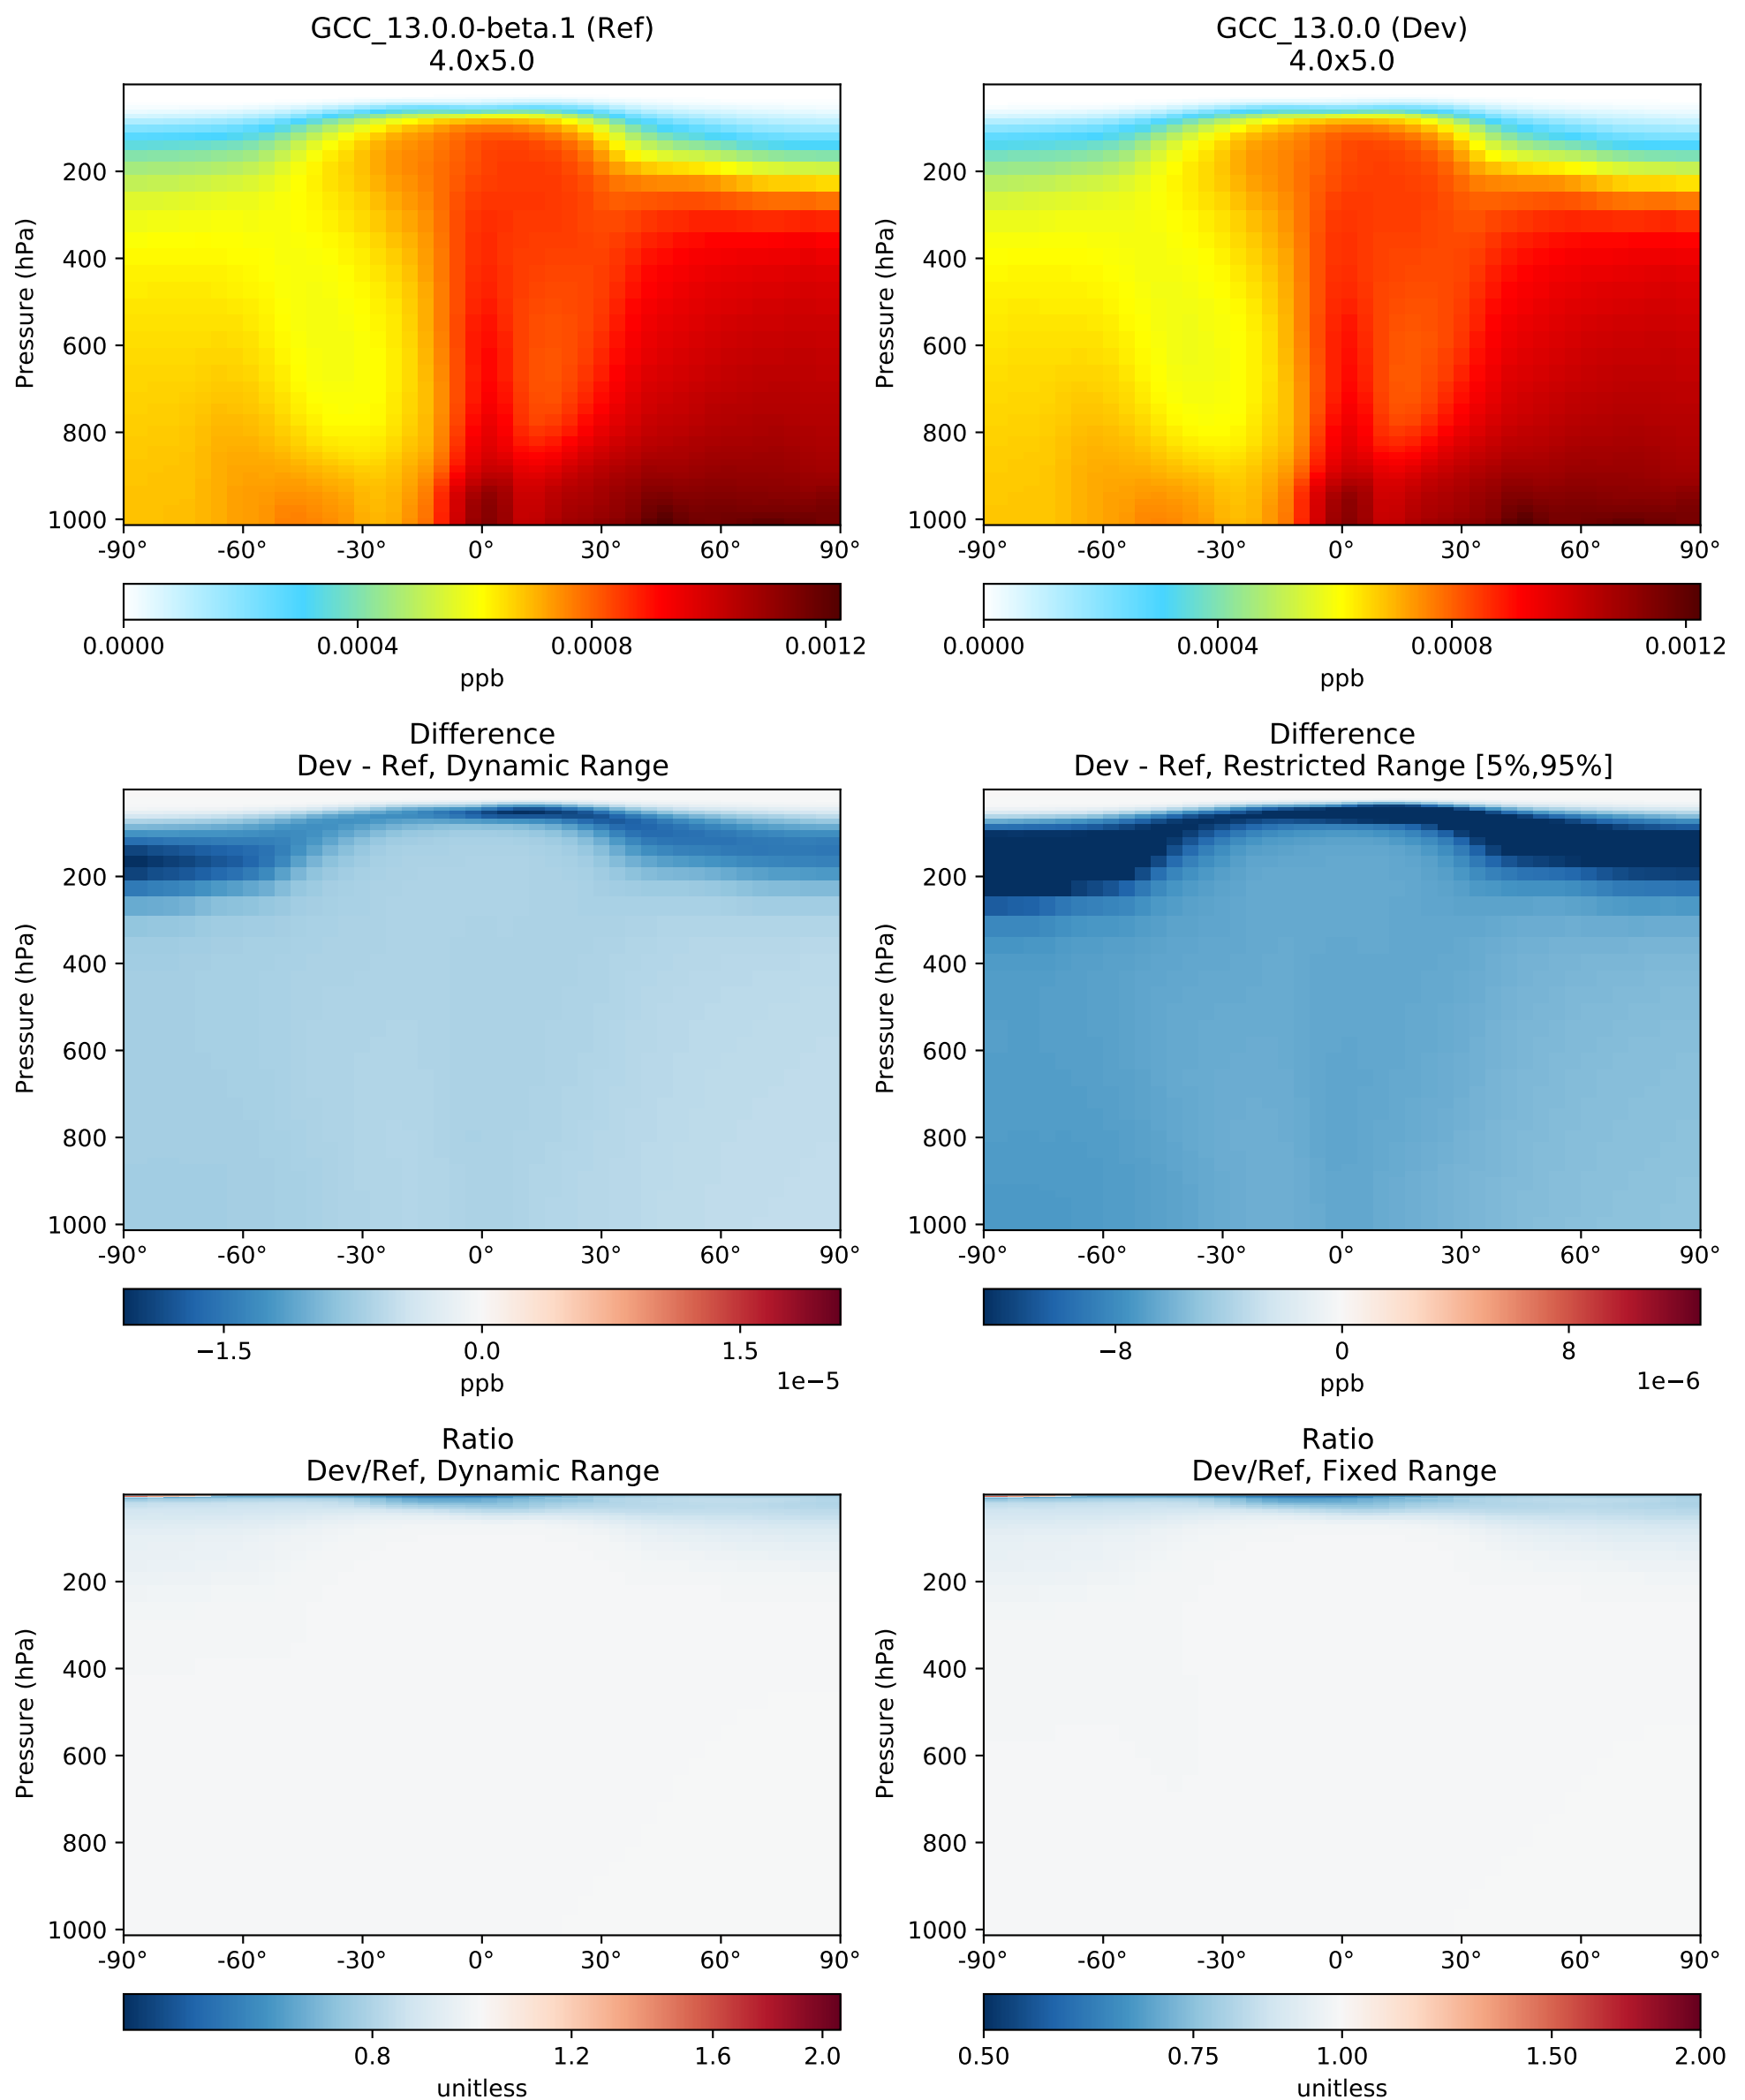 GCC_13.0.0-beta.1 (Ref)
4.0x5.0
Pressure (hPa)
200
400
600
800
1000
-90° -60° -30° 0° 30° 60° 90°
0.0000 0.0004 0.0008 0.0012
ppb
GCC_13.0.0 (Dev)
4.0x5.0
Pressure (hPa)
200
400
600
800
1000
-90° -60° -30° 0° 30° 60° 90°
0.0000 0.0004 0.0008 0.0012
ppb
Difference
Dev - Ref, Dynamic Range
Pressure (hPa)
200
400
600
800
1000
-90° -60° -30° 0° 30° 60° 90°
−1.5 0.0 1.5
1e−5
ppb
Difference
Dev - Ref, Restricted Range [5%,95%]
Pressure (hPa)
200
400
600
800
1000
-90° -60° -30° 0° 30° 60° 90°
−8 0 8
1e−6
ppb
Ratio
Dev/Ref, Dynamic Range
Pressure (hPa)
200
400
600
800
1000
-90° -60° -30° 0° 30° 60° 90°
0.8 1.2 1.6 2.0
unitless
Ratio
Dev/Ref, Fixed Range
Pressure (hPa)
200
400
600
800
1000
-90° -60° -30° 0° 30° 60° 90°
0.50 0.75 1.00 1.50 2.00
unitless